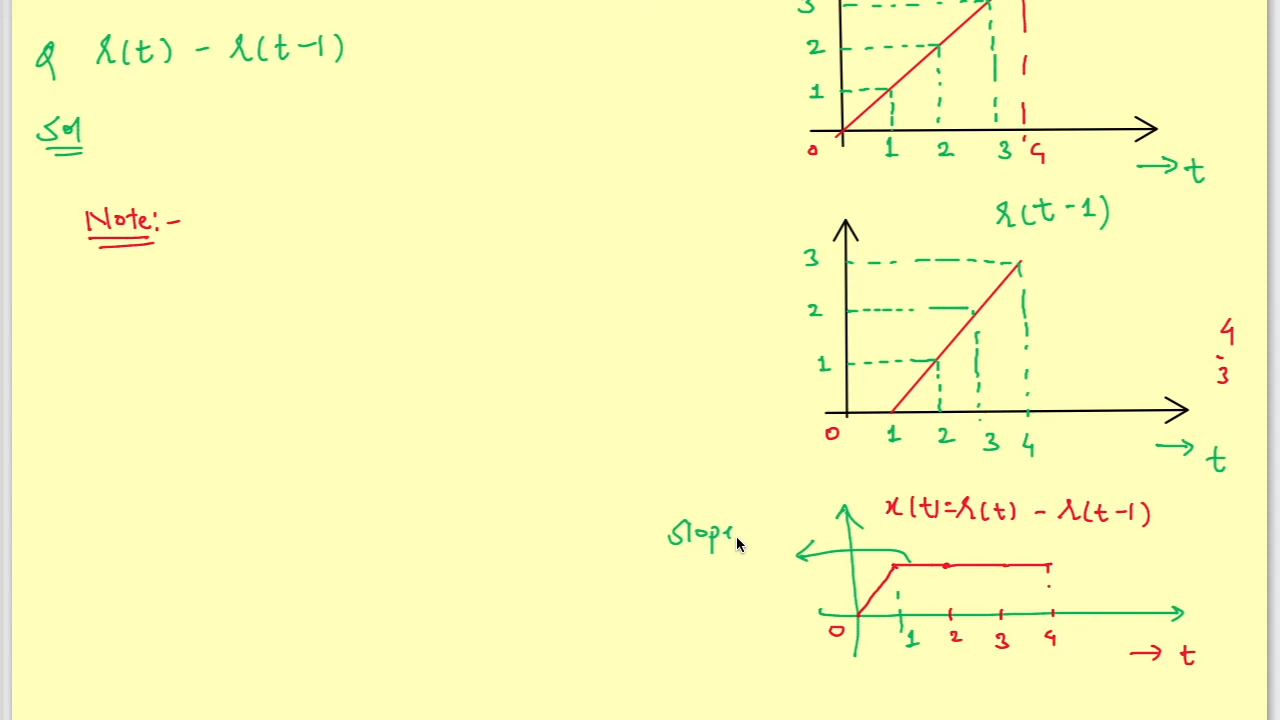 Q r(t) - r(t-1)
Sol
Note:-
3
2
1
0 1 2 3 4
→ t
r(t-1)
3
2
1
0 1 2 3 4
→ t
4
-
3
x(t)=r(t) - r(t-1)
Slope
0 1 2 3 4
→ t